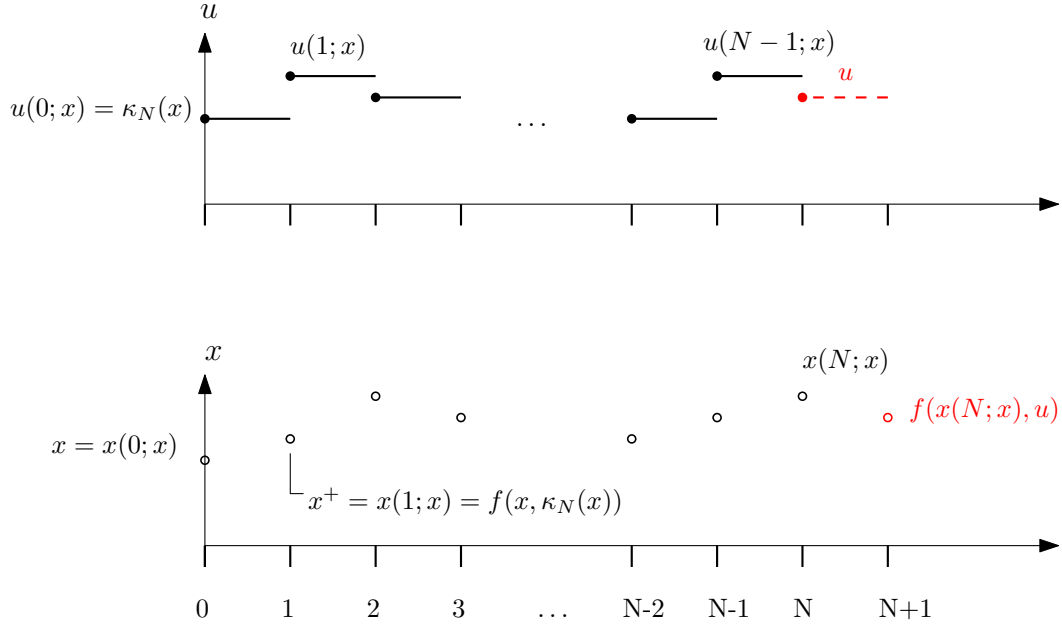 u
u(1; x)
u(N − 1; x)
u
u(0; x) = κ_N(x)
. . .
x
x(N; x)
f(x(N; x), u)
x = x(0; x)
x⁺ = x(1; x) = f(x, κ_N(x))
0 1 2 3 . . . N-2 N-1 N N+1